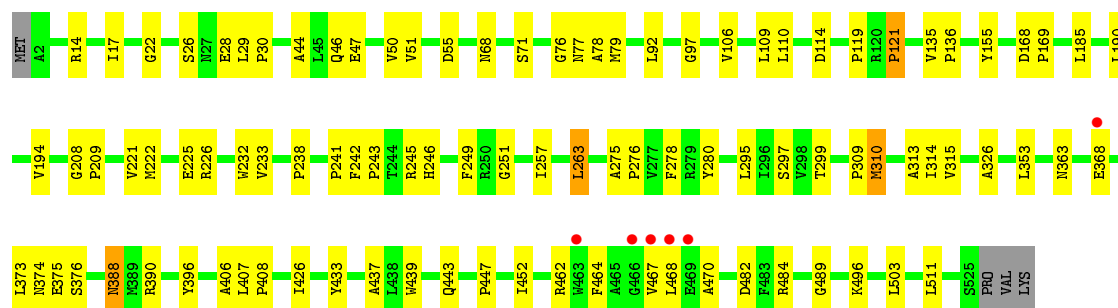 MET A2 R14 I17 G22 S26 N27 E28 L29 P30 A44 L45 Q46 E47 V50 V51 D55 N68 S71 G76 N77 A78 M79 L92 G97 V106 L109 L110 D114 P119 R120 P121 V135 P136 Y155 D168 P169 L185
V194 G208 P209 V221 M222 E225 R226 W232 V233 P238 P241 F242 P243 T244 R245 H246 F249 R250 G251 I257 L263 A275 P276 V277 F278 R279 Y280 L295 I296 S297 V298 T299 P309 M310 A313 I314 V315 A326 L353 N363 E368
L373 N374 E375 S376 N388 M389 R390 Y396 A406 L407 P408 I426 Y433 A437 L438 W439 Q443 P447 I452 R462 W463 F464 A465 G466 V467 L468 E469 A470 D482 F483 R484 G489 K496 L503 L511 S525 PRO VAL LYS